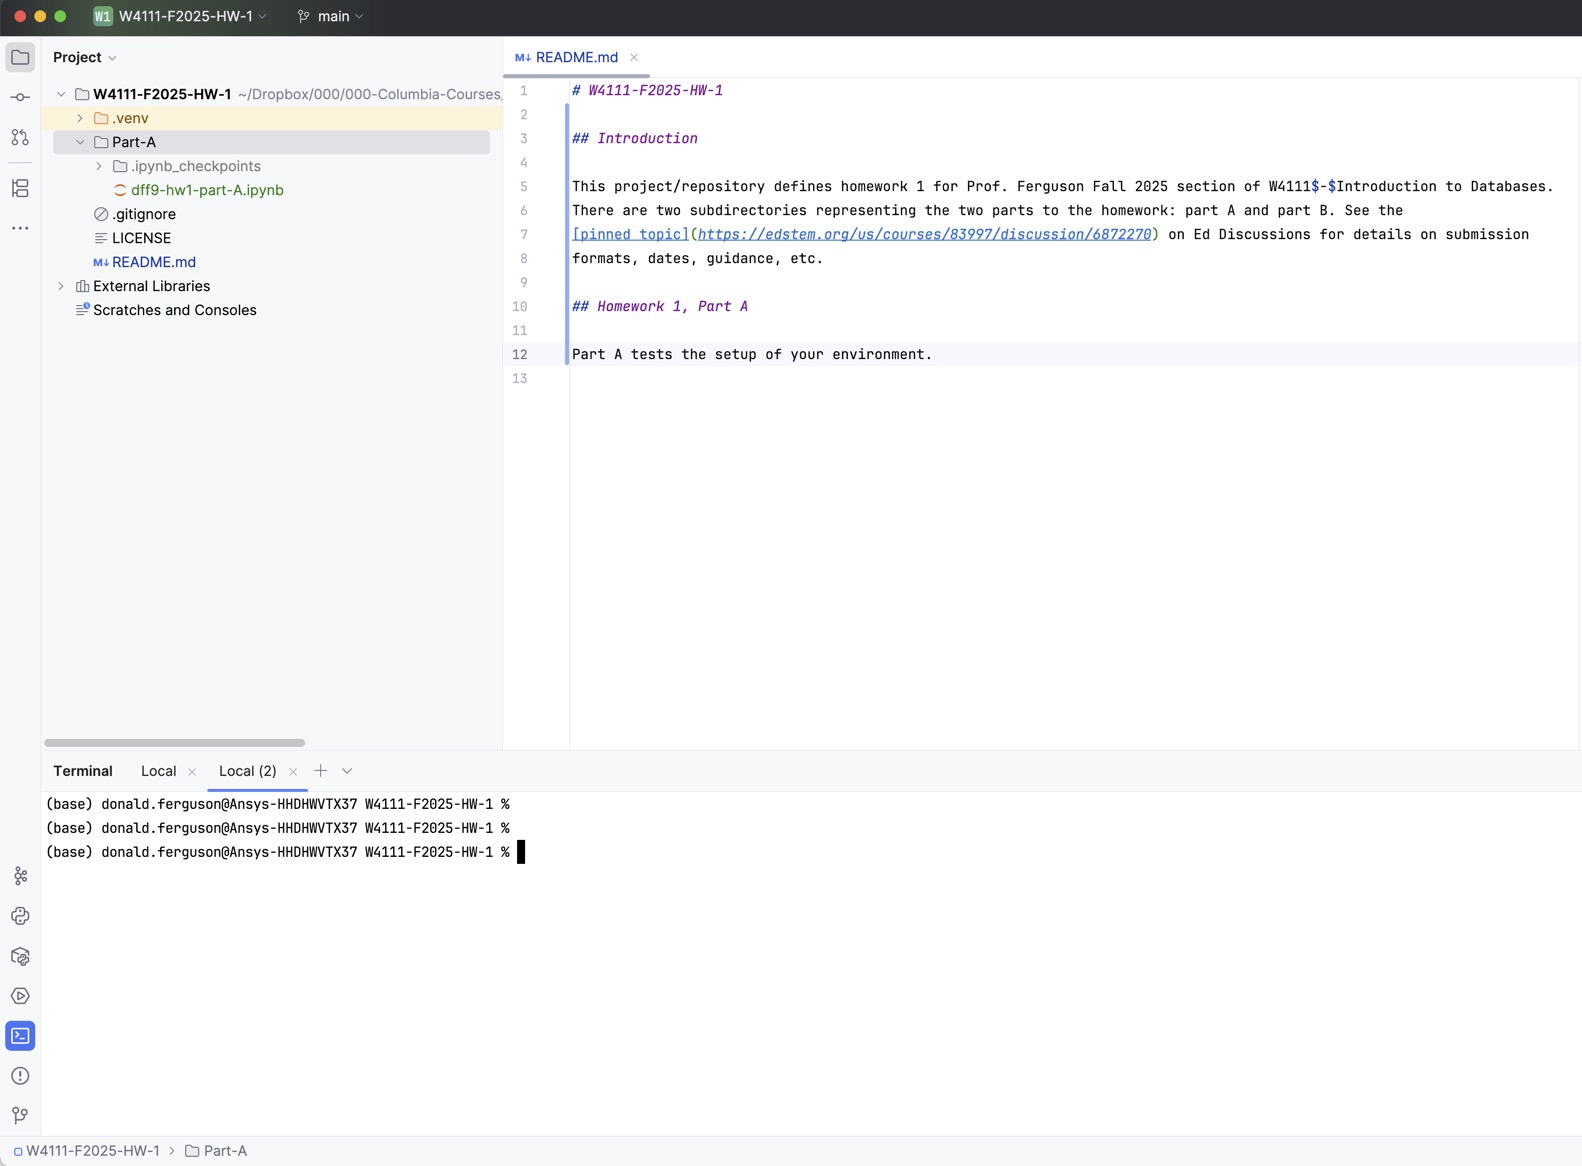 W1 W4111-F2025-HW-1 main
Project
W4111-F2025-HW-1 ~/Dropbox/000/000-Columbia-Courses,
.venv
Part-A
.ipynb_checkpoints
dff9-hw1-part-A.ipynb
.gitignore
LICENSE
M↓ README.md
External Libraries
Scratches and Consoles
M↓ README.md ×
1 # W4111-F2025-HW-1
2
3 ## Introduction
4
5 This project/repository defines homework 1 for Prof. Ferguson Fall 2025 section of W4111$-$Introduction to Databases.
6 There are two subdirectories representing the two parts to the homework: part A and part B. See the
7 [pinned topic](https://edstem.org/us/courses/83997/discussion/6872270) on Ed Discussions for details on submission
8 formats, dates, guidance, etc.
9
10 ## Homework 1, Part A
11
12 Part A tests the setup of your environment.
13
Terminal Local × Local (2) ×
(base) donald.ferguson@Ansys-HHDHWVTX37 W4111-F2025-HW-1 %
(base) donald.ferguson@Ansys-HHDHWVTX37 W4111-F2025-HW-1 %
(base) donald.ferguson@Ansys-HHDHWVTX37 W4111-F2025-HW-1 %
W4111-F2025-HW-1 > Part-A